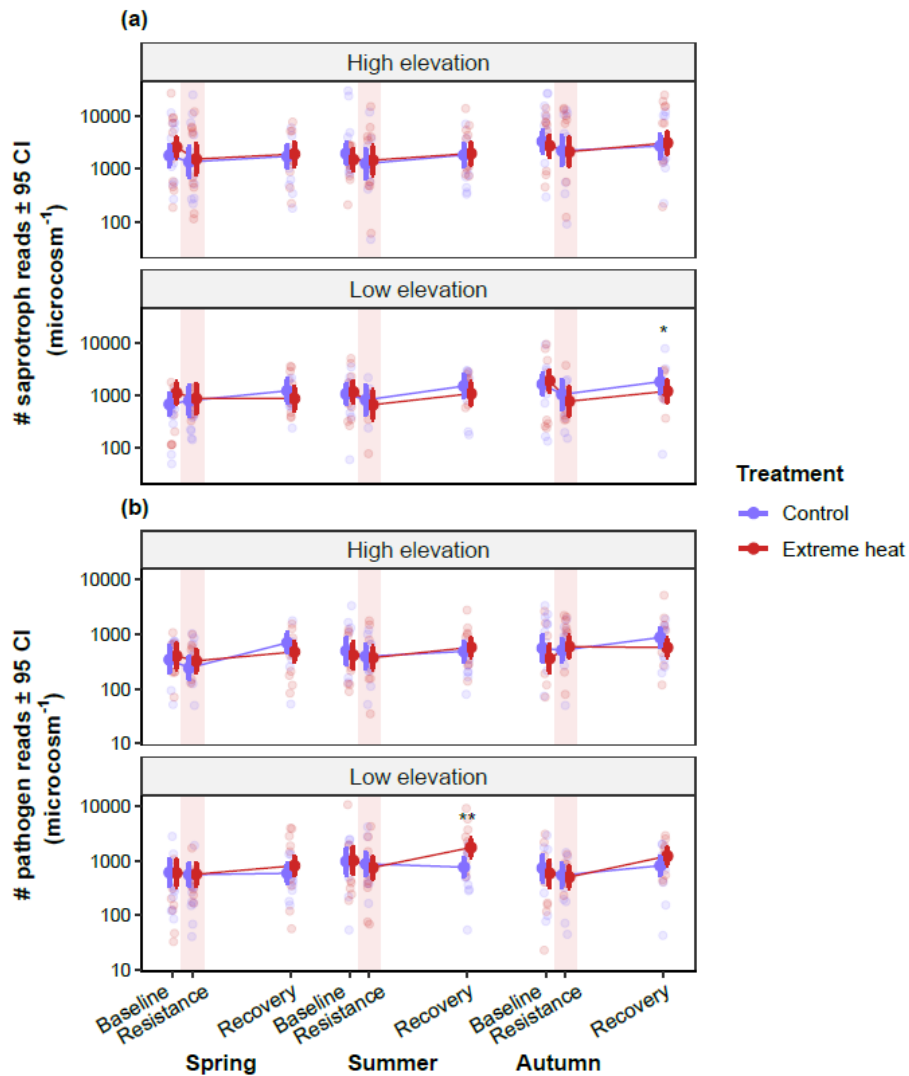 (a)
High elevation
10000
1000
100
Low elevation
*
10000
1000
100
# saprotroph reads ± 95 CI
(microcosm⁻¹)
(b)
High elevation
10000
1000
100
10
Low elevation
**
10000
1000
100
10
# pathogen reads ± 95 CI
(microcosm⁻¹)
Baseline Resistance Recovery Baseline Resistance Recovery Baseline Resistance Recovery
Spring Summer Autumn
Treatment
Control
Extreme heat